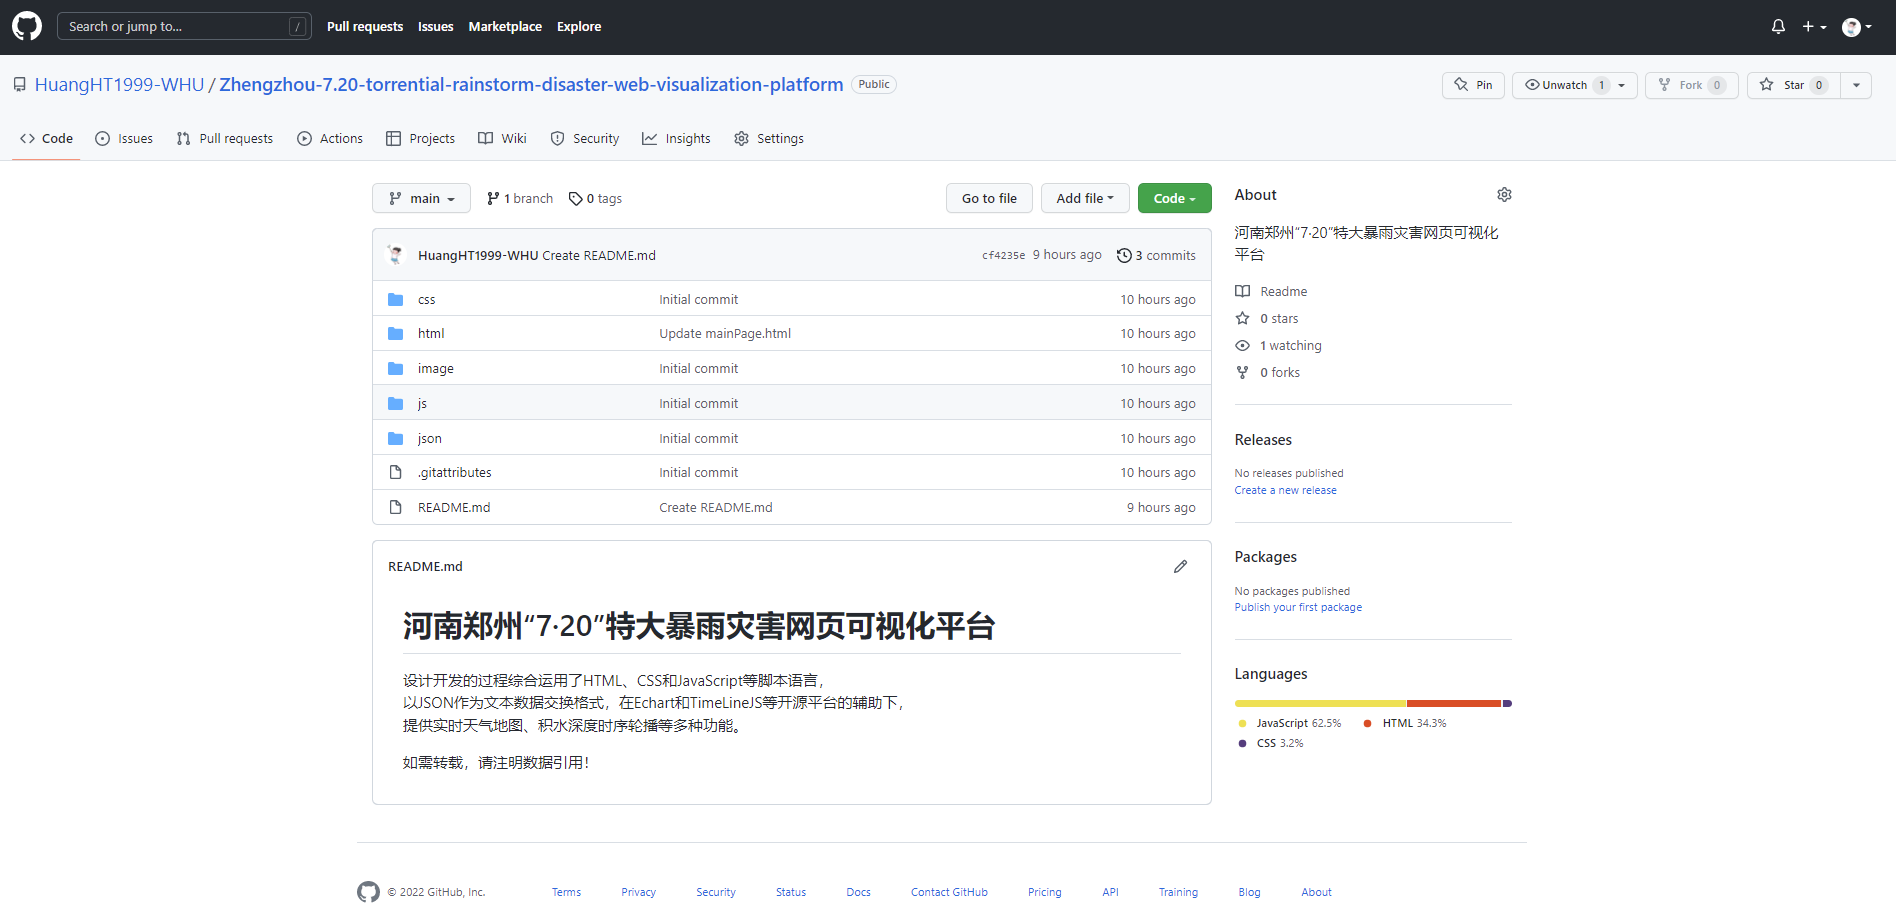 Search or jump to... /
Pull requests Issues Marketplace Explore
HuangHT1999-WHU / Zhengzhou-7.20-torrential-rainstorm-disaster-web-visualization-platform Public
Pin Unwatch 1 Fork 0 Star 0
Code Issues Pull requests Actions Projects Wiki Security Insights Settings
main 1 branch 0 tags Go to file Add file Code
HuangHT1999-WHU Create README.md cf4235e 9 hours ago 3 commits
css Initial commit 10 hours ago
html Update mainPage.html 10 hours ago
image Initial commit 10 hours ago
js Initial commit 10 hours ago
json Initial commit 10 hours ago
.gitattributes Initial commit 10 hours ago
README.md Create README.md 9 hours ago
README.md
河南郑州“7·20”特大暴雨灾害网页可视化平台
设计开发的过程综合运用了HTML、CSS和JavaScript等脚本语言，
以JSON作为文本数据交换格式，在Echart和TimeLineJS等开源平台的辅助下，
提供实时天气地图、积水深度时序轮播等多种功能。
如需转载，请注明数据引用！
About
河南郑州“7·20”特大暴雨灾害网页可视化
平台
Readme
0 stars
1 watching
0 forks
Releases
No releases published
Create a new release
Packages
No packages published
Publish your first package
Languages
JavaScript 62.5% HTML 34.3%
CSS 3.2%
© 2022 GitHub, Inc. Terms Privacy Security Status Docs Contact GitHub Pricing API Training Blog About